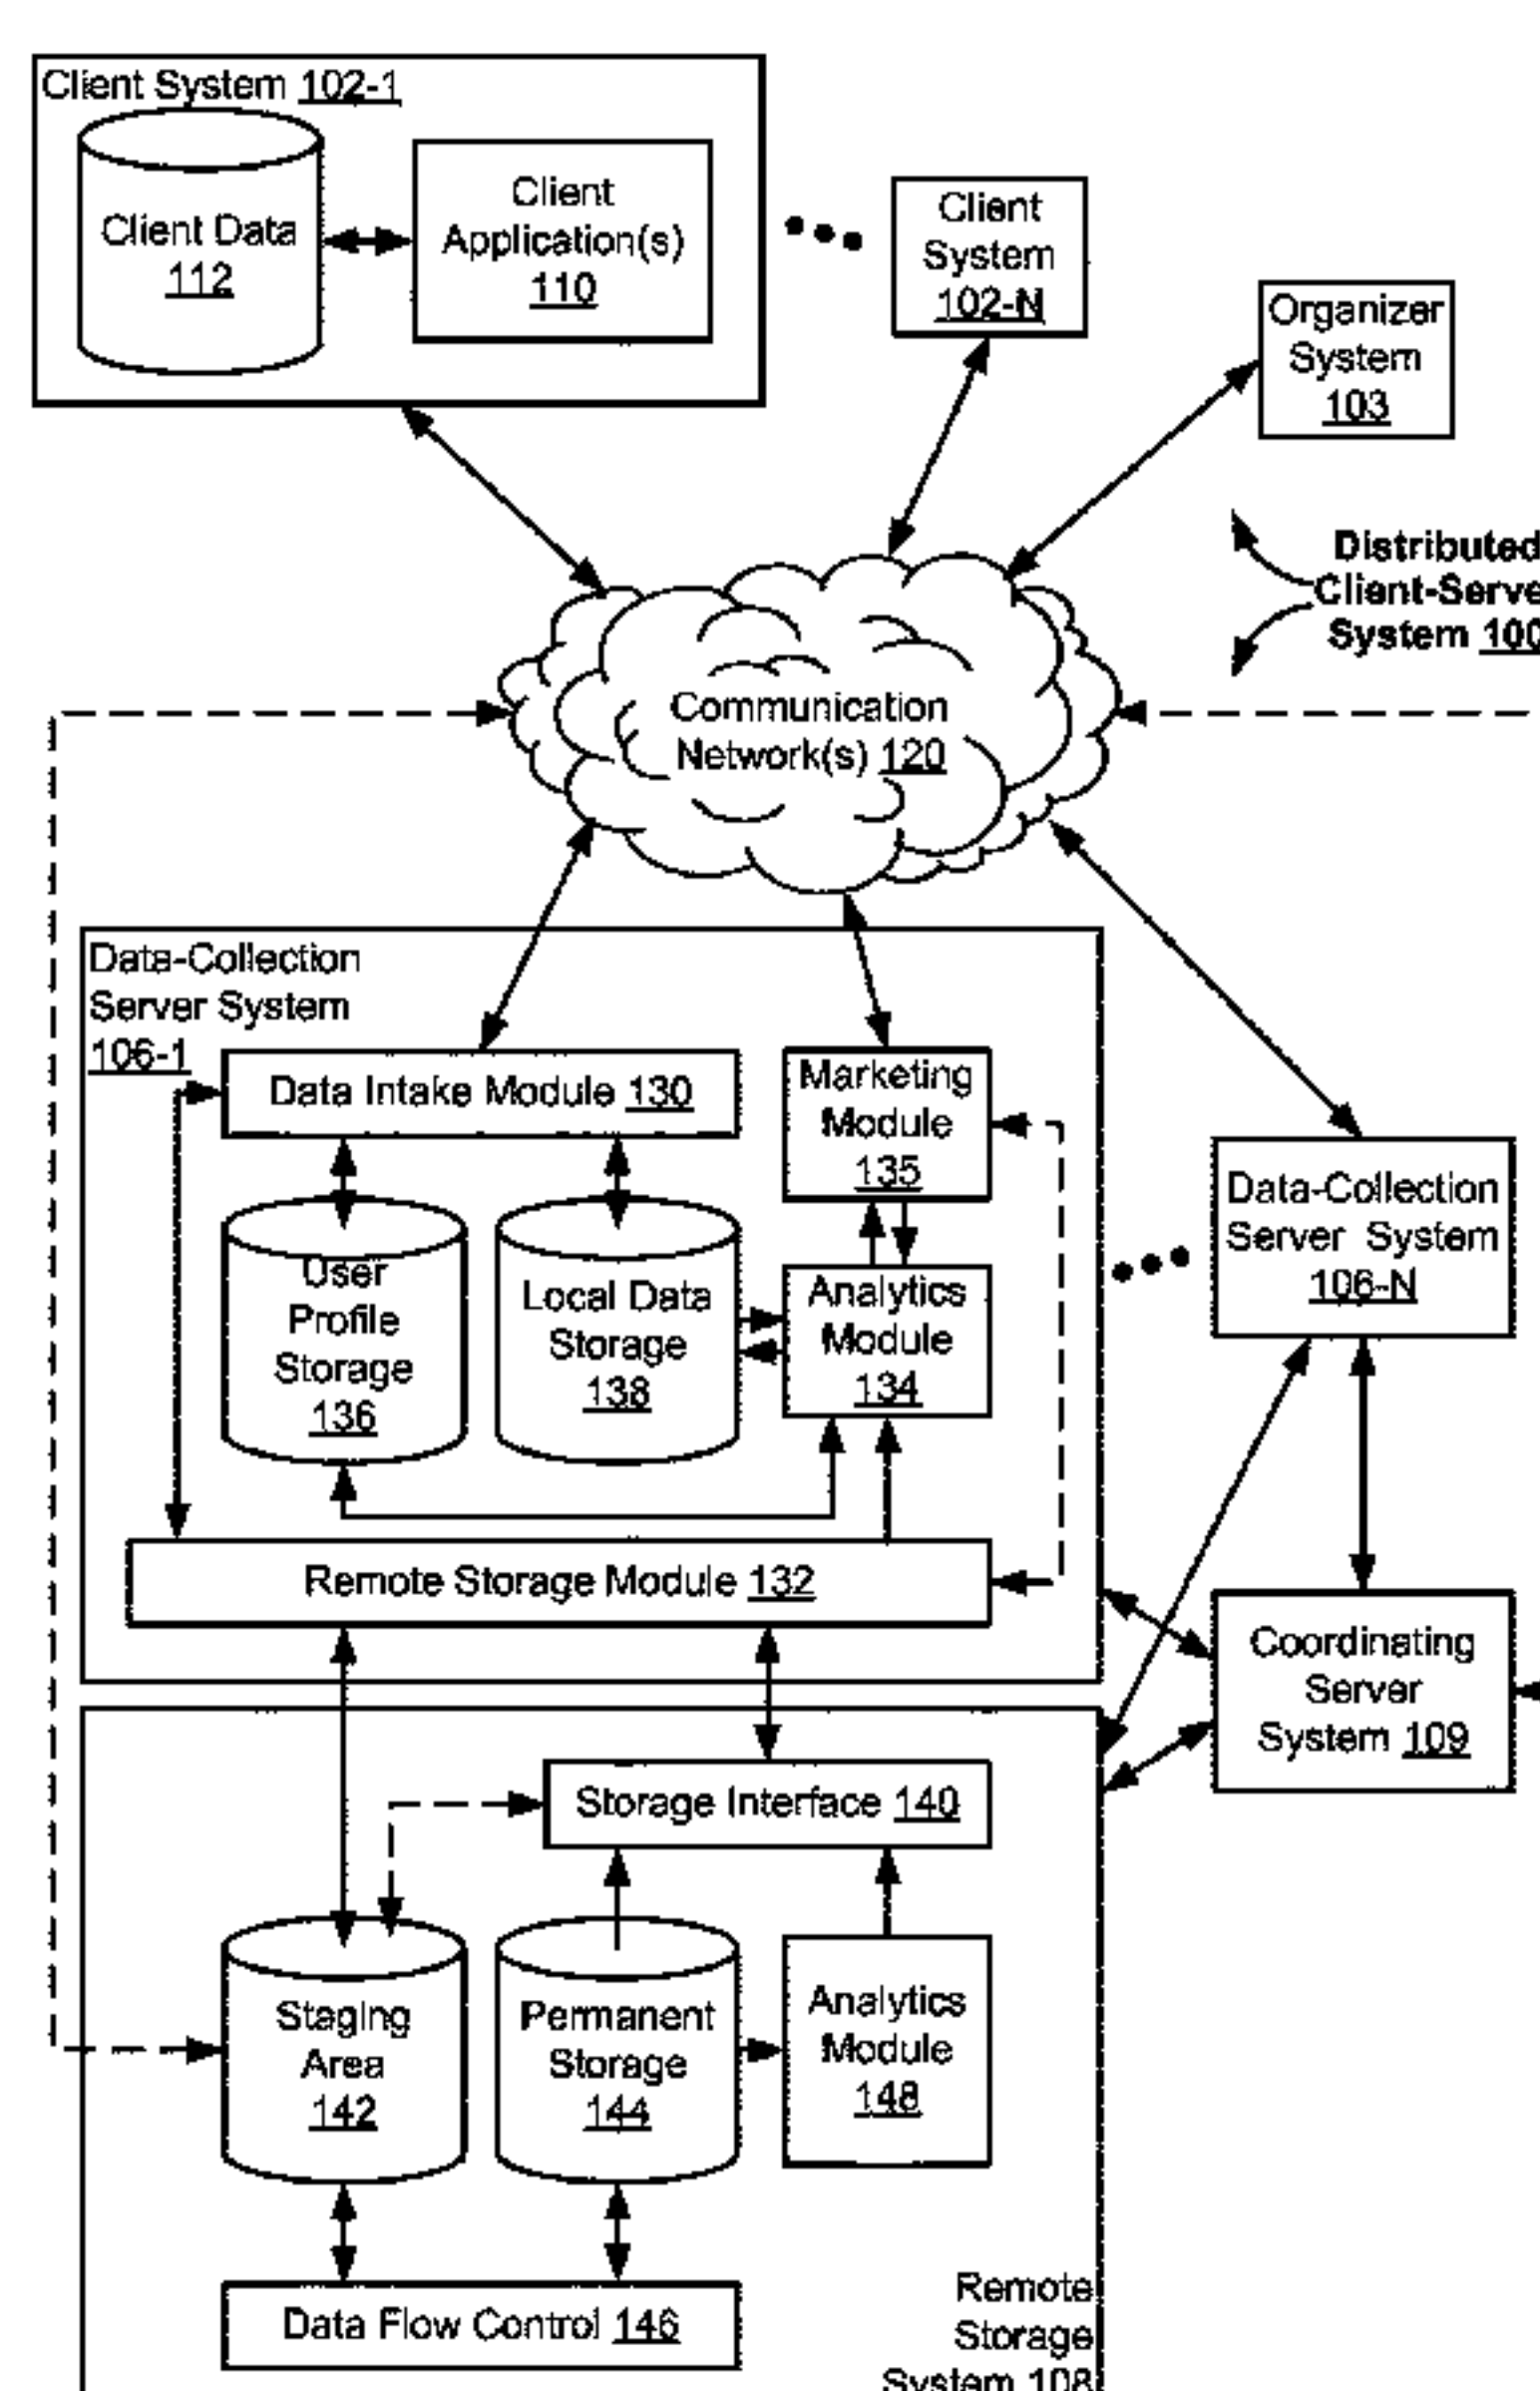 Client System 102-1
Client Data
112
Client
Application(s)
110
Client
System
102-N
Organizer
System
103
Distributed
Client-Serve
System 100
Communication
Network(s) 120
Data-Collection
Server System
106-1
Data Intake Module 130
Marketing
Module
135
User
Profile
Storage
136
Local Data
Storage
138
Analytics
Module
134
Data-Collection
Server System
106-N
Remote Storage Module 132
Coordinating
Server
System 109
Storage Interface 140
Staging
Area
142
Permanent
Storage
144
Analytics
Module
148
Data Flow Control 146
Remote
Storage
System 108